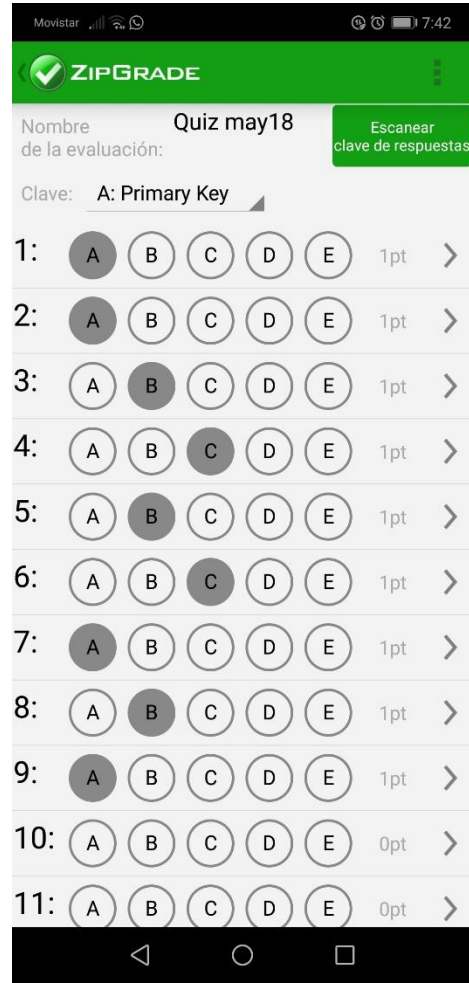 Movistar 7:42
ZIPGRADE
Nombre Quiz may18 Escanear
de la evaluación: clave de respuestas
Clave: A: Primary Key
1: A B C D E 1pt
2: A B C D E 1pt
3: A B C D E 1pt
4: A B C D E 1pt
5: A B C D E 1pt
6: A B C D E 1pt
7: A B C D E 1pt
8: A B C D E 1pt
9: A B C D E 1pt
10: A B C D E 0pt
11: A B C D E 0pt